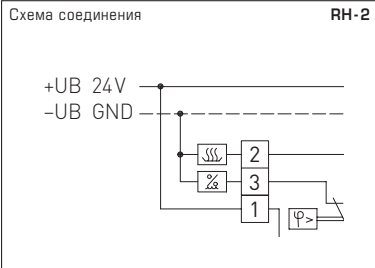 Схема соединения RH-2
+UB 24V
–UB GND
2
% 3
1 φ>